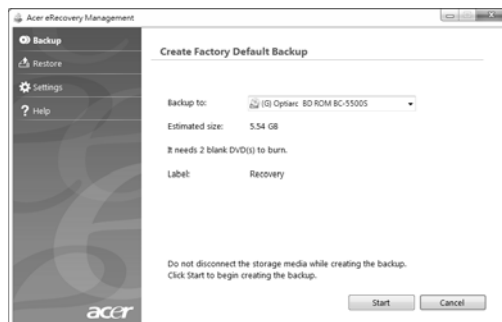 Acer eRecovery Management
Backup
Restore
Settings
Help
Create Factory Default Backup
Backup to: (G) Optiarc BD ROM BC-5500S
Estimated size: 5.54 GB
It needs 2 blank DVD(s) to burn.
Label: Recovery
Do not disconnect the storage media while creating the backup.
Click Start to begin creating the backup.
Start Cancel
acer